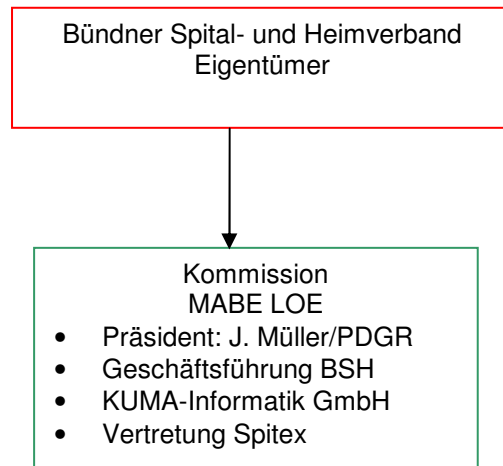 Bündner Spital- und Heimverband
Eigentümer
Kommission
MABE LOE
• Präsident: J. Müller/PDGR
• Geschäftsführung BSH
• KUMA-Informatik GmbH
• Vertretung Spitex